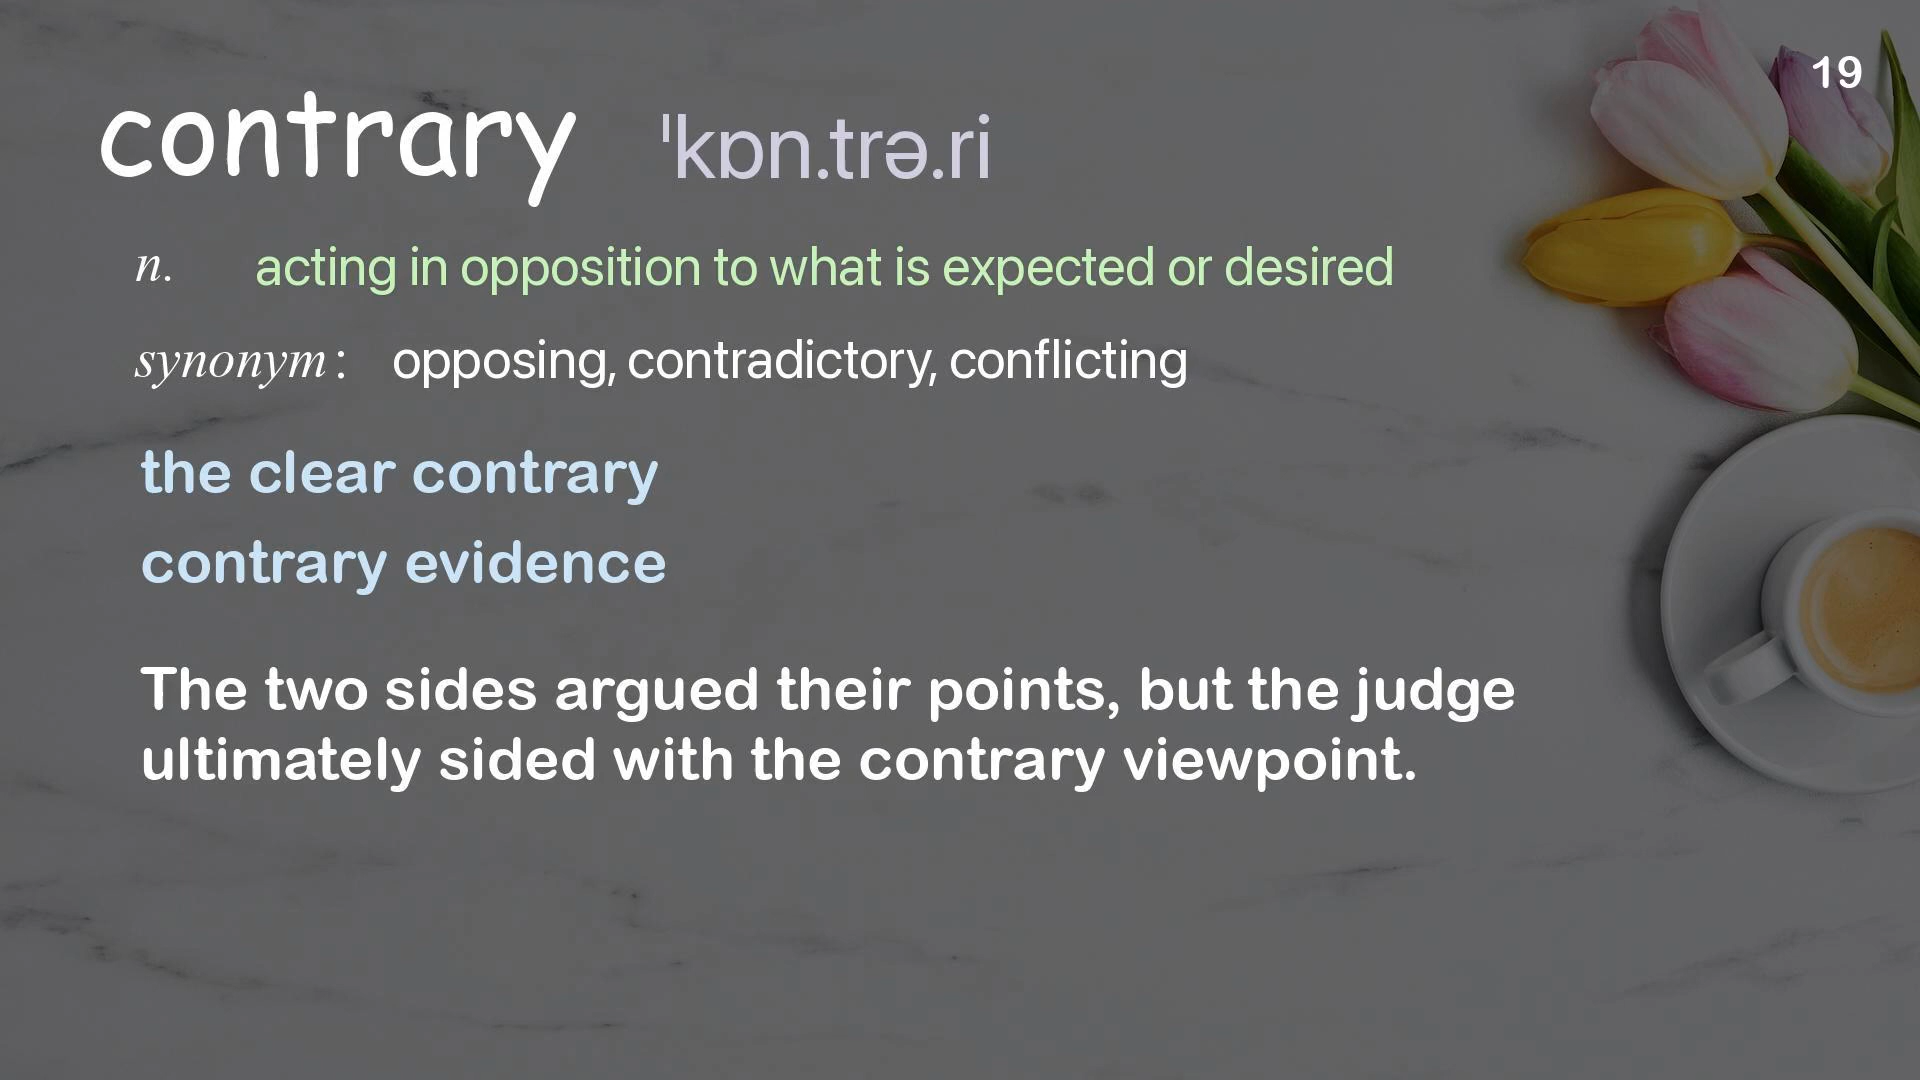 19
contrary ˈkɒn.trə.ri
n. acting in opposition to what is expected or desired
synonym: opposing, contradictory, conflicting
the clear contrary
contrary evidence
The two sides argued their points, but the judge
ultimately sided with the contrary viewpoint.